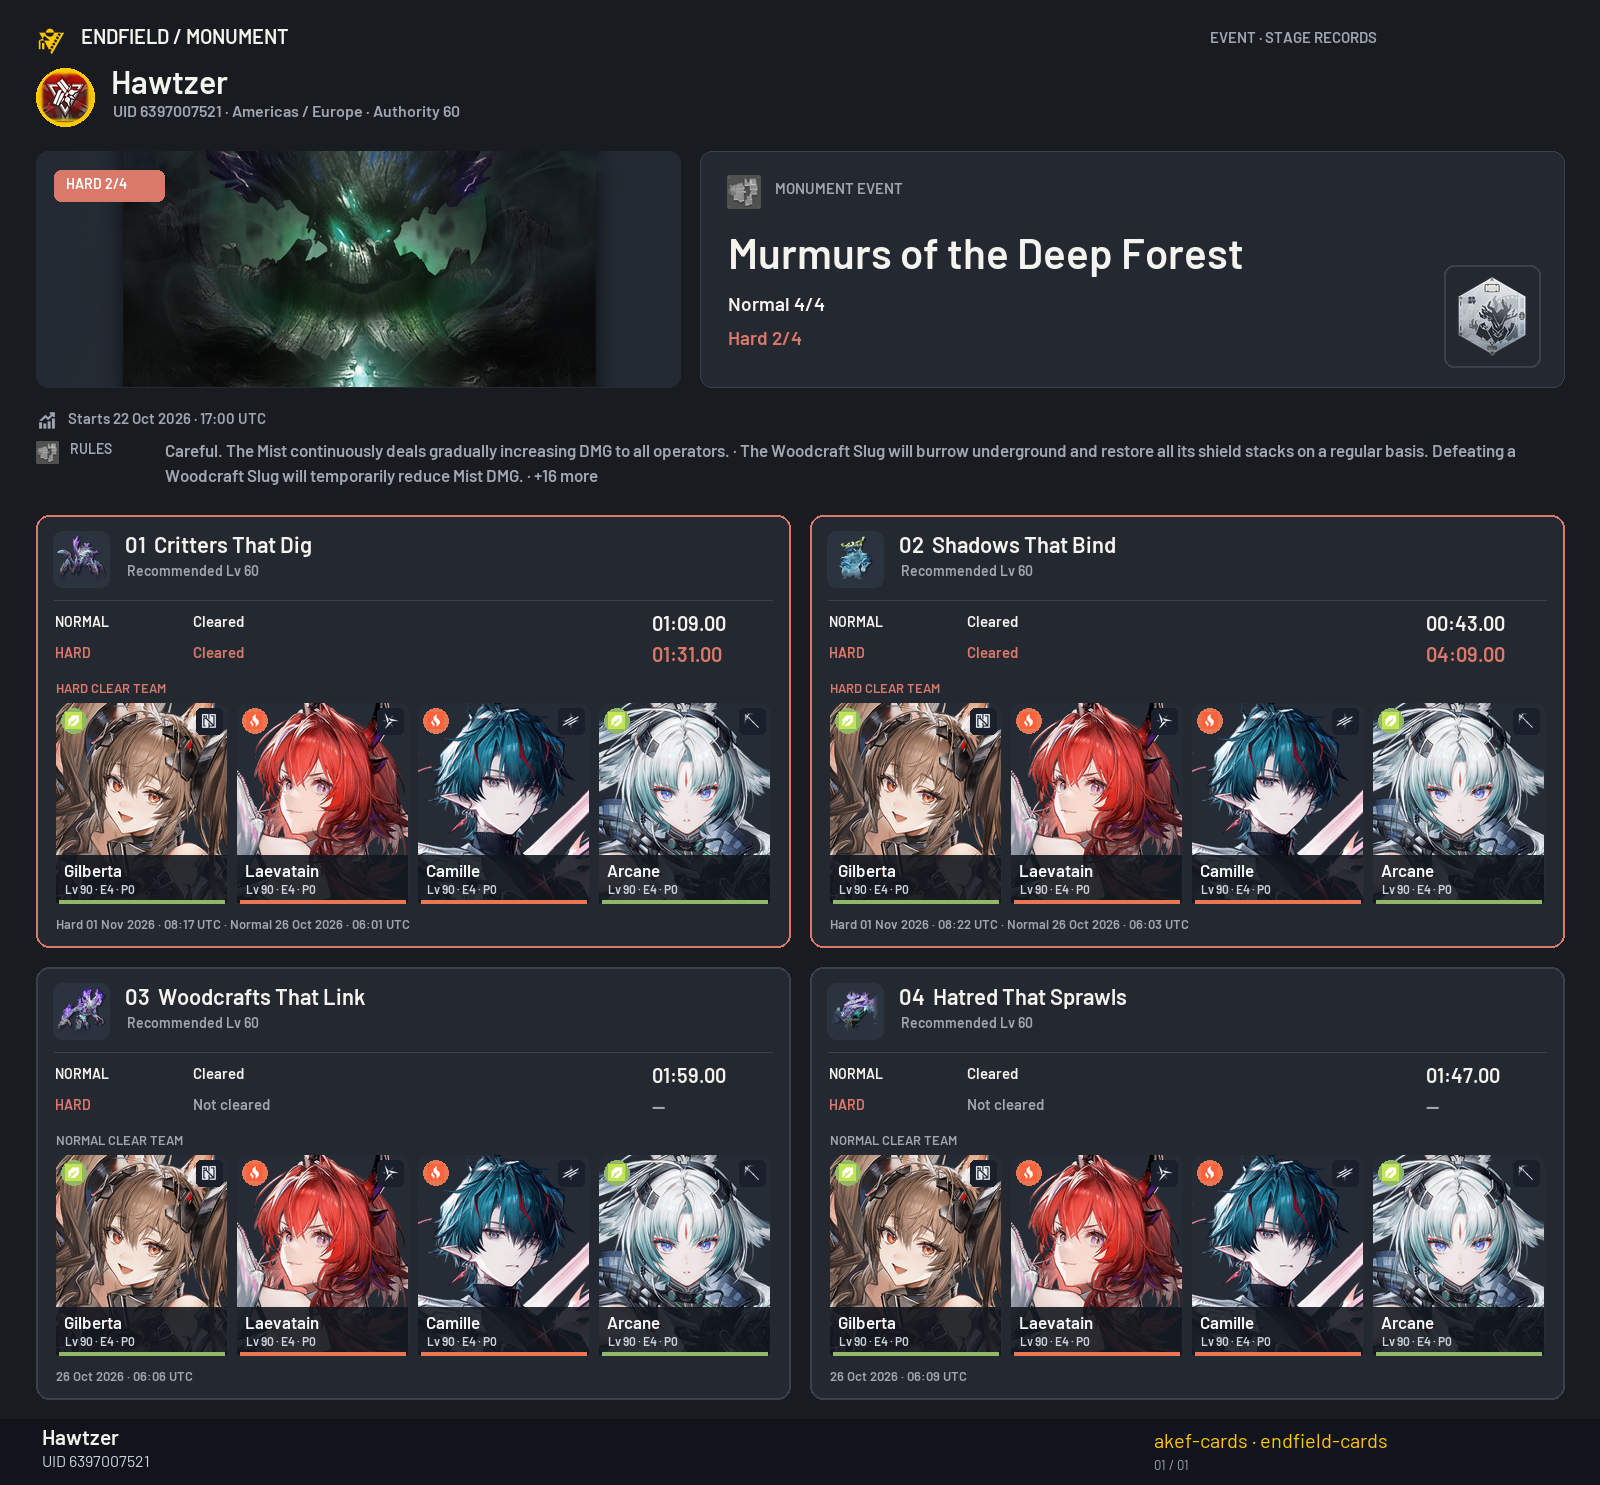 ENDFIELD / MONUMENT
EVENT · STAGE RECORDS
Hawtzer
UID 6397007521 · Americas / Europe · Authority 60
HARD 2/4
MONUMENT EVENT
Murmurs of the Deep Forest
Normal 4/4
Hard 2/4
Starts 22 Oct 2026 · 17:00 UTC
RULES
Careful. The Mist continuously deals gradually increasing DMG to all operators. · The Woodcraft Slug will burrow underground and restore all its shield stacks on a regular basis. Defeating a
Woodcraft Slug will temporarily reduce Mist DMG. · +16 more
01 Critters That Dig
Recommended Lv 60
NORMAL Cleared 01:09.00
HARD Cleared 01:31.00
HARD CLEAR TEAM
Gilberta Laevatain Camille Arcane
Lv 90 · E4 · P0 Lv 90 · E4 · P0 Lv 90 · E4 · P0 Lv 90 · E4 · P0
Hard 01 Nov 2026 · 08:17 UTC · Normal 26 Oct 2026 · 06:01 UTC
02 Shadows That Bind
Recommended Lv 60
NORMAL Cleared 00:43.00
HARD Cleared 04:09.00
HARD CLEAR TEAM
Gilberta Laevatain Camille Arcane
Lv 90 · E4 · P0 Lv 90 · E4 · P0 Lv 90 · E4 · P0 Lv 90 · E4 · P0
Hard 01 Nov 2026 · 08:22 UTC · Normal 26 Oct 2026 · 06:03 UTC
03 Woodcrafts That Link
Recommended Lv 60
NORMAL Cleared 01:59.00
HARD Not cleared —
NORMAL CLEAR TEAM
Gilberta Laevatain Camille Arcane
Lv 90 · E4 · P0 Lv 90 · E4 · P0 Lv 90 · E4 · P0 Lv 90 · E4 · P0
26 Oct 2026 · 06:06 UTC
04 Hatred That Sprawls
Recommended Lv 60
NORMAL Cleared 01:47.00
HARD Not cleared —
NORMAL CLEAR TEAM
Gilberta Laevatain Camille Arcane
Lv 90 · E4 · P0 Lv 90 · E4 · P0 Lv 90 · E4 · P0 Lv 90 · E4 · P0
26 Oct 2026 · 06:09 UTC
Hawtzer
UID 6397007521
akef-cards · endfield-cards
01 / 01